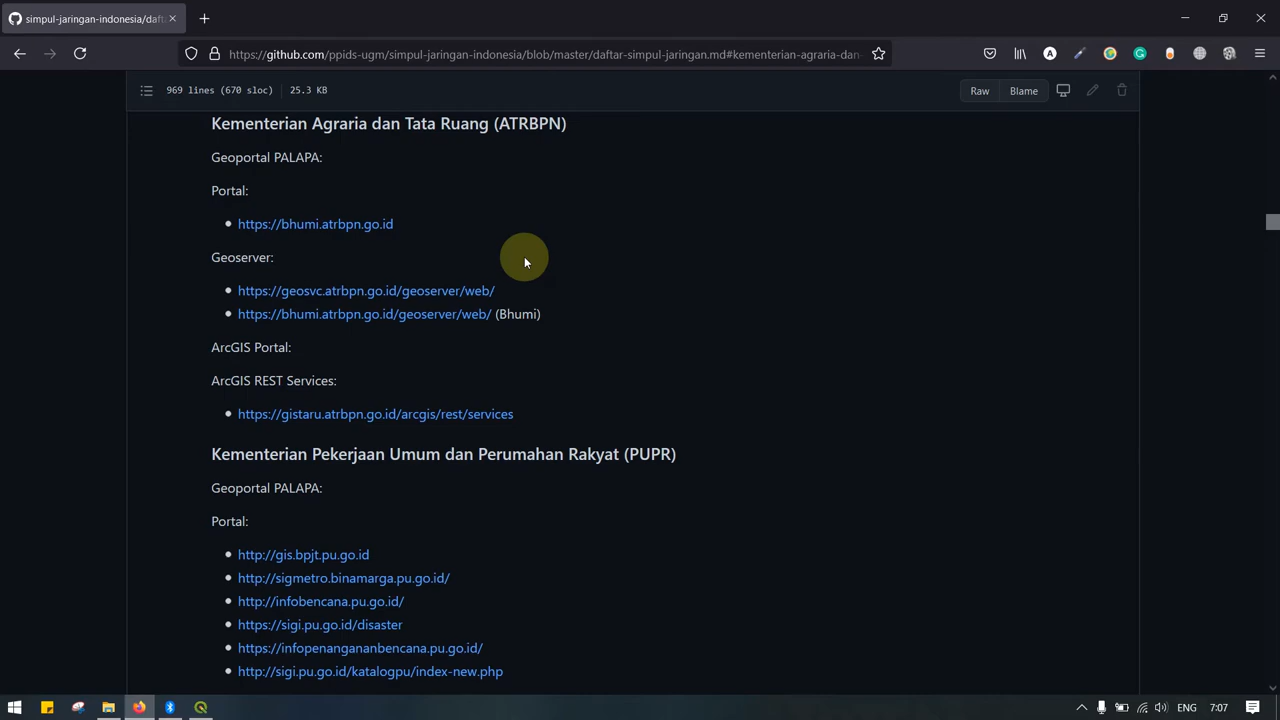 simpul-jaringan-indonesia/dafta
https://github.com/ppids-ugm/simpul-jaringan-indonesia/blob/master/daftar-simpul-jaringan.md#kementerian-agraria-dan-
969 lines (670 sloc) 25.3 KB
Raw Blame
Kementerian Agraria dan Tata Ruang (ATRBPN)
Geoportal PALAPA:
Portal:
https://bhumi.atrbpn.go.id
Geoserver:
https://geosvc.atrbpn.go.id/geoserver/web/
https://bhumi.atrbpn.go.id/geoserver/web/ (Bhumi)
ArcGIS Portal:
ArcGIS REST Services:
https://gistaru.atrbpn.go.id/arcgis/rest/services
Kementerian Pekerjaan Umum dan Perumahan Rakyat (PUPR)
Geoportal PALAPA:
Portal:
http://gis.bpjt.pu.go.id
http://sigmetro.binamarga.pu.go.id/
http://infobencana.pu.go.id/
https://sigi.pu.go.id/disaster
https://infopenangananbencana.pu.go.id/
http://sigi.pu.go.id/katalogpu/index-new.php
ENG 7:07